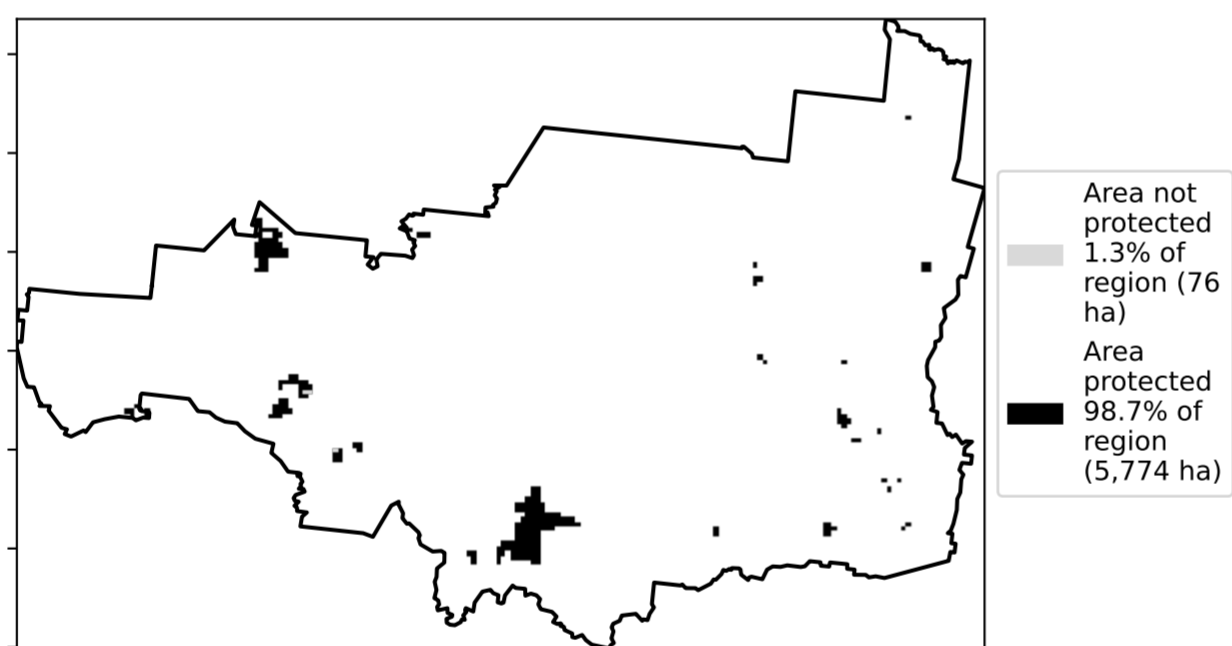 Area not
protected
1.3% of
region (76
ha)
Area
protected
98.7% of
region
(5,774 ha)